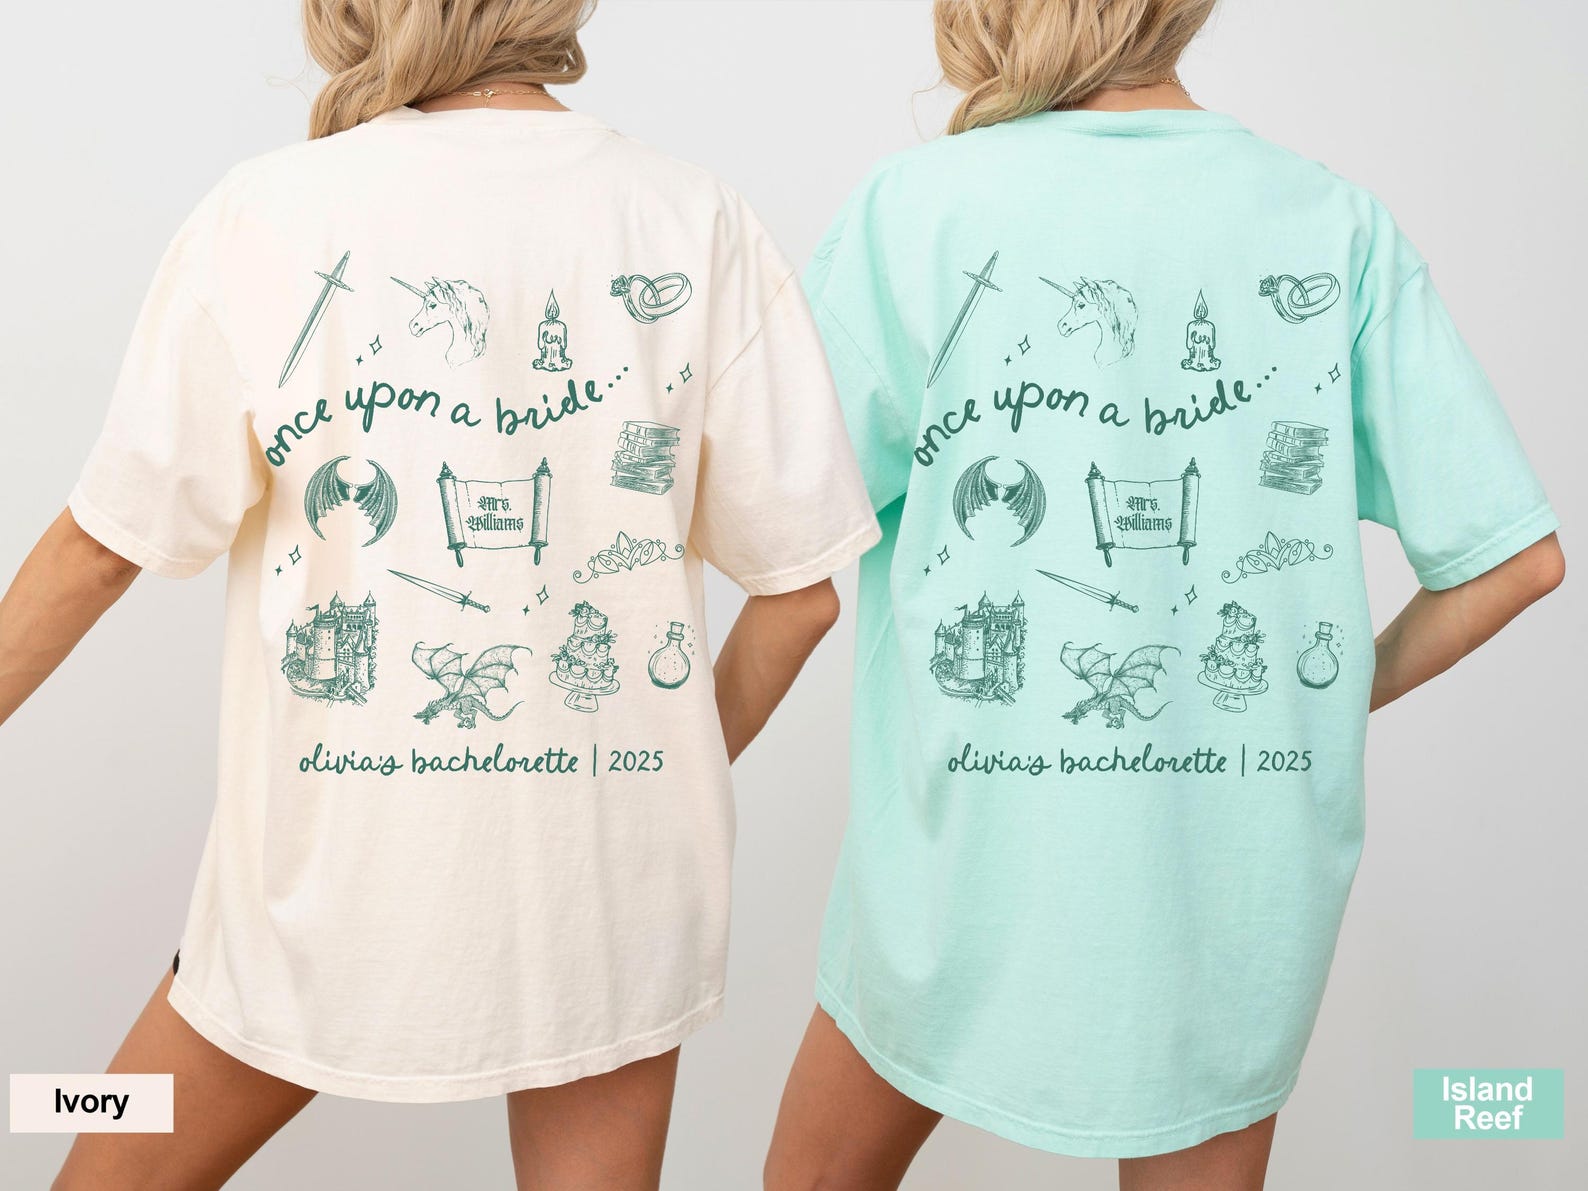 once upon a bride...
Mrs.
Williams
olivia's bachelorette | 2025
once upon a bride...
Mrs.
Williams
olivia's bachelorette | 2025
Ivory
Island
Reef